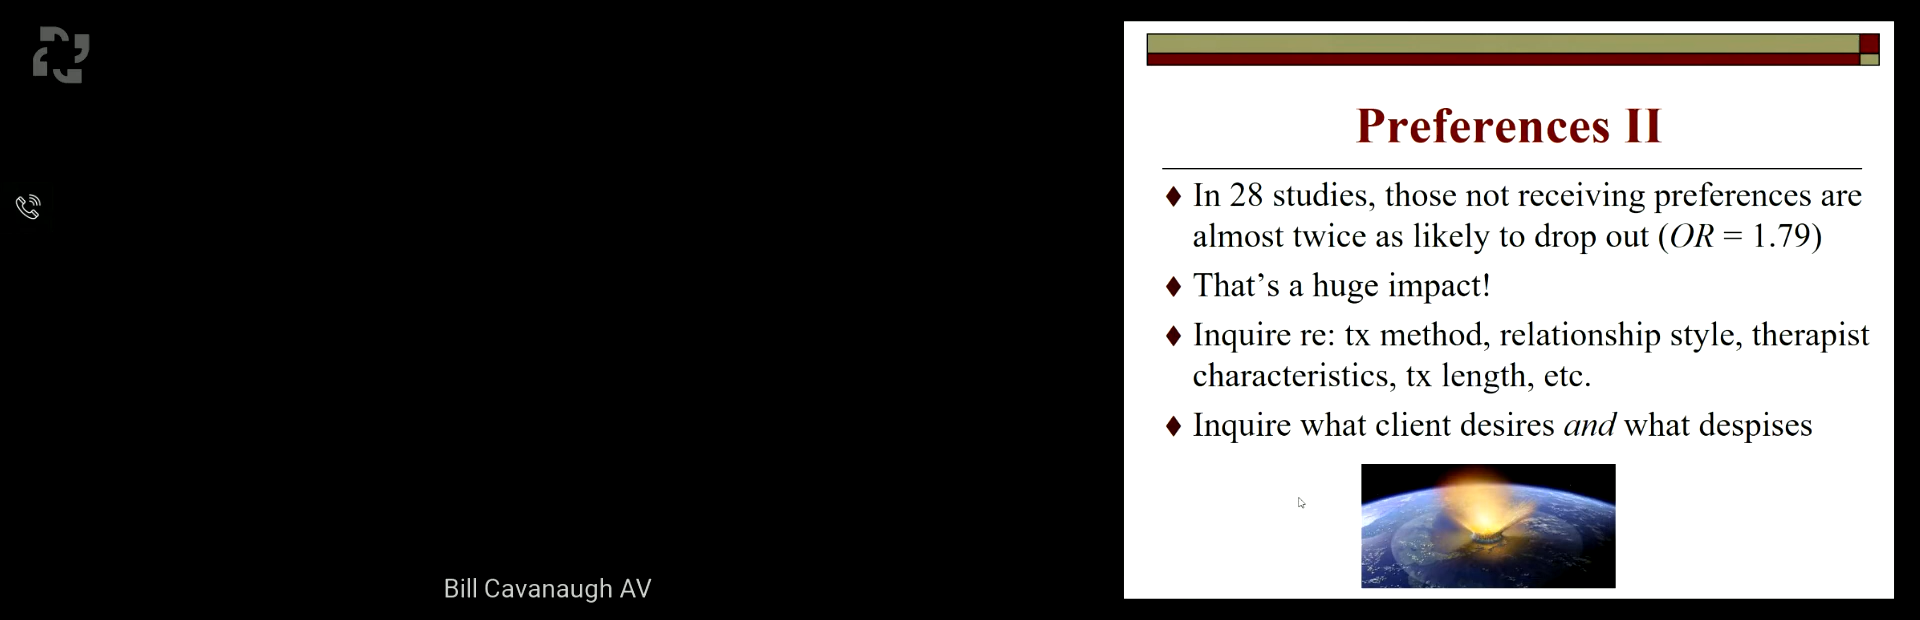 Preferences II
In 28 studies, those not receiving preferences are
almost twice as likely to drop out (OR = 1.79)
That's a huge impact!
Inquire re: tx method, relationship style, therapist
characteristics, tx length, etc.
Inquire what client desires and what despises
Bill Cavanaugh AV